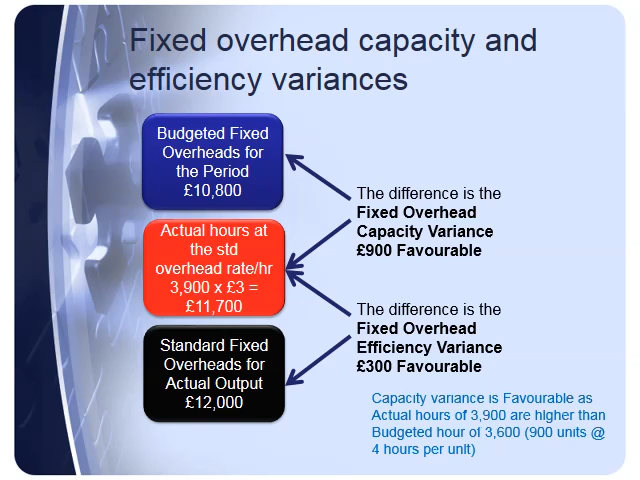 Fixed overhead capacity and
efficiency variances
Budgeted Fixed
Overheads for
the Period
£10,800
Actual hours at
the std
overhead rate/hr
3,900 x £3 =
£11,700
Standard Fixed
Overheads for
Actual Output
£12,000
The difference is the
Fixed Overhead
Capacity Variance
£900 Favourable
The difference is the
Fixed Overhead
Efficiency Variance
£300 Favourable
Capacity variance is Favourable as
Actual hours of 3,900 are higher than
Budgeted hour of 3,600 (900 units @
4 hours per unit)